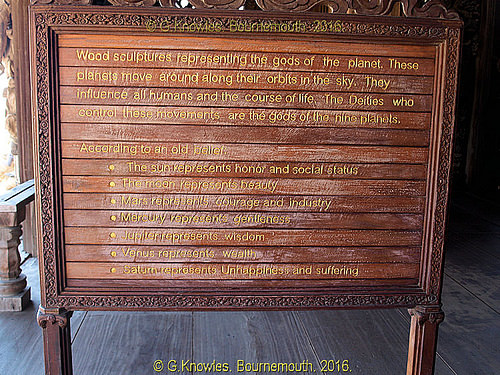 © G.Knowles. Bournemouth. 2016.
Wood sculptures representing the gods of the planet. These
planets move around along their orbits in the sky. They
influence all humans and the course of life. The Deities who
control these movements are the gods of the nine planets.
According to an old belief.
• The sun represents honor and social status
• The moon represents beauty
• Mars represents courage and industry
• Mercury represents gentleness
• Jupiter represents wisdom
• Venus represents wealth
• Saturn represents Unhappiness and suffering
© G.Knowles. Bournemouth. 2016.